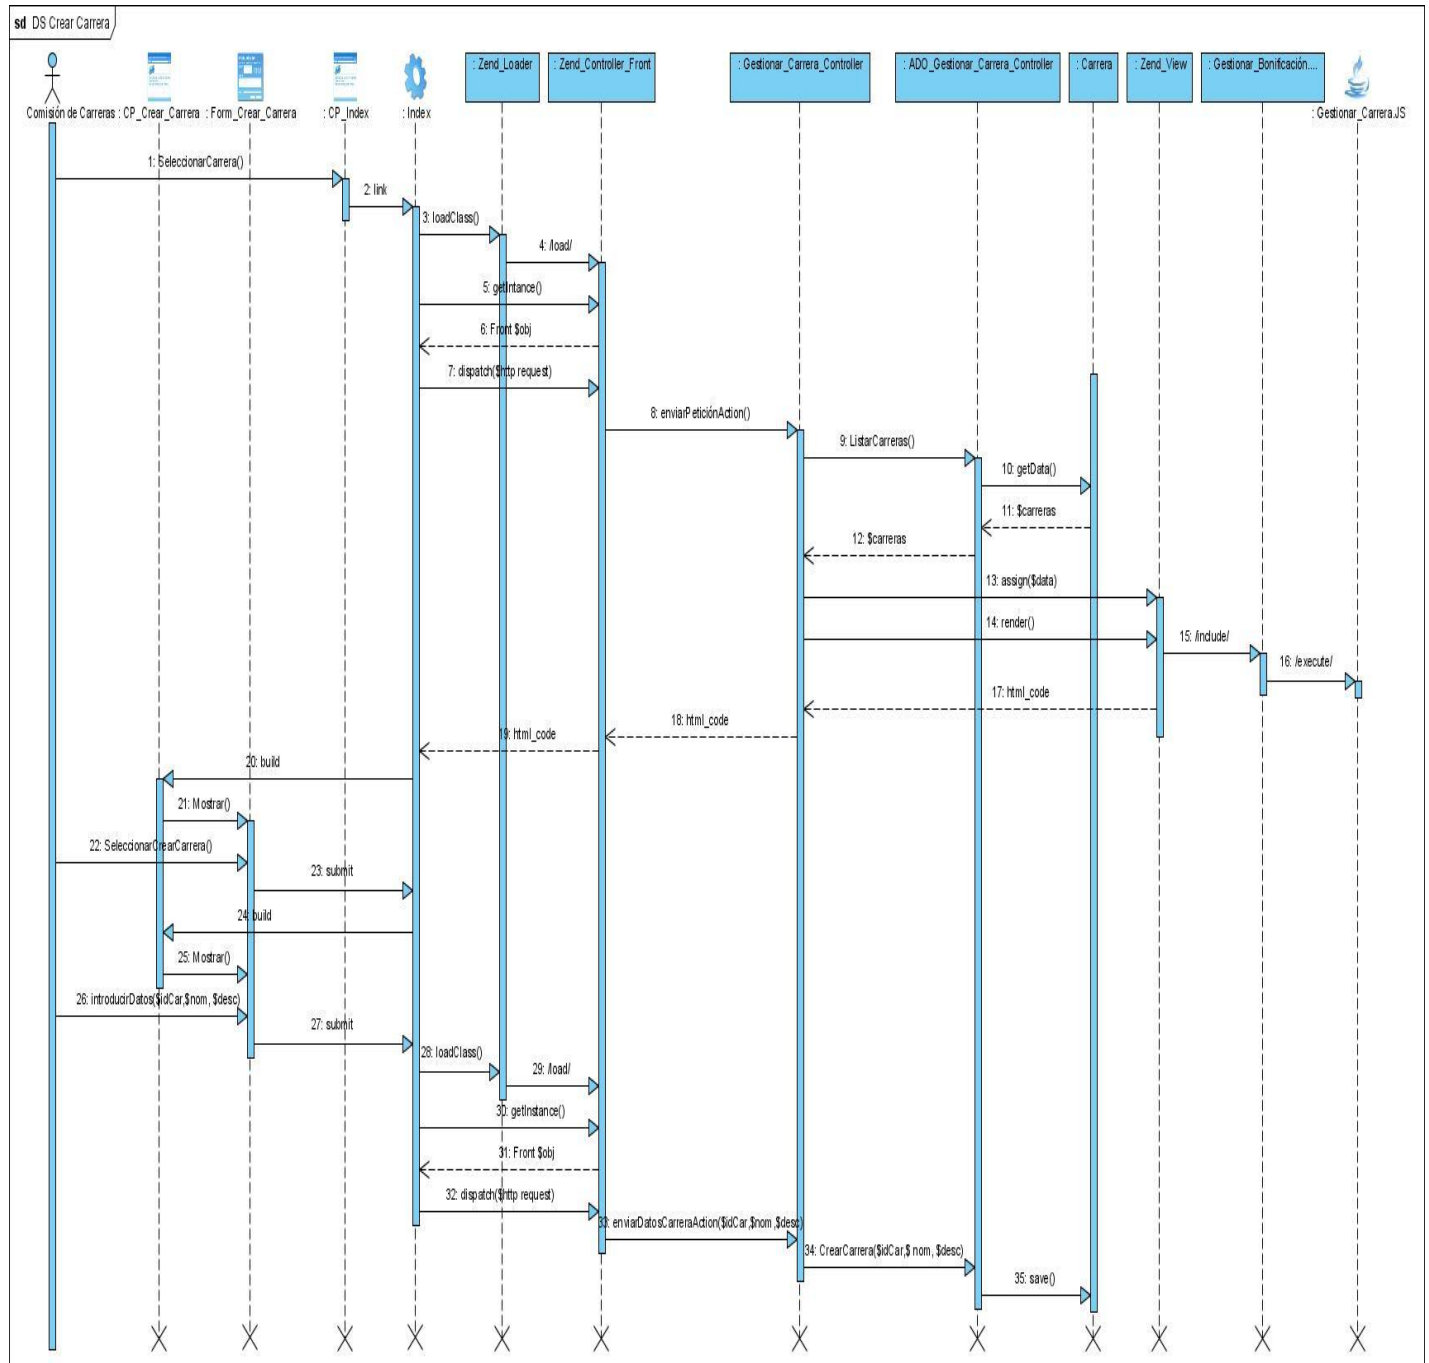 sd DS Crear Carrera
Comisión de Carreras
: CP_Crear_Carrera
: Form_Crear_Carrera
: CP_Index
: Index
: Zend_Loader
: Zend_Controller_Front
: Gestionar_Carrera_Controller
: ADO_Gestionar_Carrera_Controller
: Carrera
: Zend_View
: Gestionar_Bonificación....
: Gestionar_Carrera.JS
1: SeleccionarCarrera()
2: link
3: loadClass()
4: /load/
5: getIntance()
6: Front $obj
7: dispatch($http request)
8: enviarPeticiónAction()
9: ListarCarreras()
10: getData()
11: $carreras
12: $carreras
13: assign($data)
14: render()
15: /include/
16: /execute/
17: html_code
18: html_code
19: html_code
20: build
21: Mostrar()
22: SeleccionarCrearCarrera()
23: submit
24: build
25: Mostrar()
26: introducirDatos($idCar,$nom, $desc)
27: submit
28: loadClass()
29: /load/
30: getInstance()
31: Front $obj
32: dispatch($http request)
33: enviarDatosCarreraAction($idCar,$nom,$desc)
34: CrearCarrera($idCar,$ nom, $desc)
35: save()